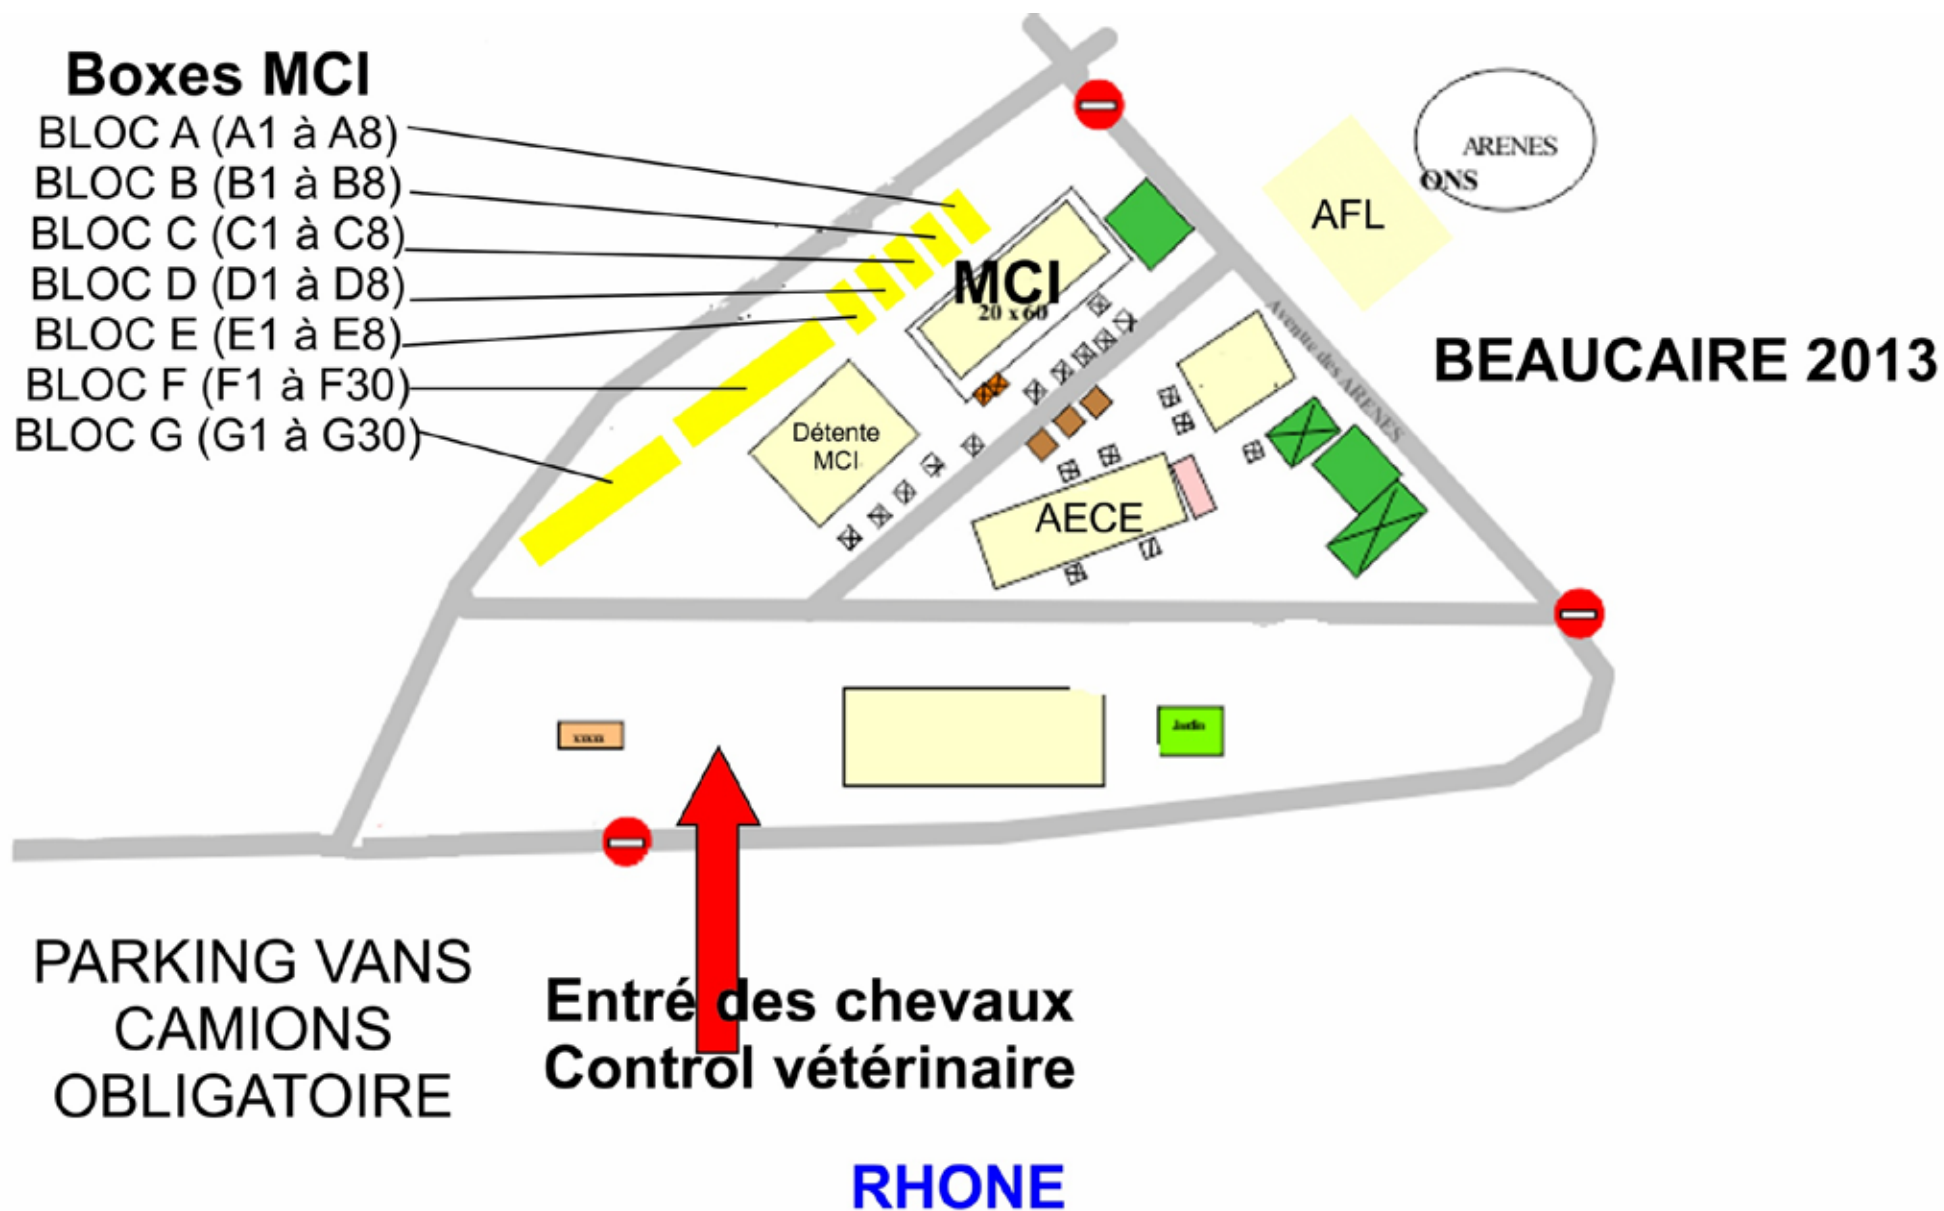 Boxes MCI
BLOC A (A1 à A8)
BLOC B (B1 à B8)
BLOC C (C1 à C8)
BLOC D (D1 à D8)
BLOC E (E1 à E8)
BLOC F (F1 à F30)
BLOC G (G1 à G30)
ARENES
ONS
AFL
MCI
20 x 60
Avenue des ARENES
BEAUCAIRE 2013
Détente
MCI
AECE
Jardin
PARKING VANS
CAMIONS
OBLIGATOIRE
Entré des chevaux
Control vétérinaire
RHONE